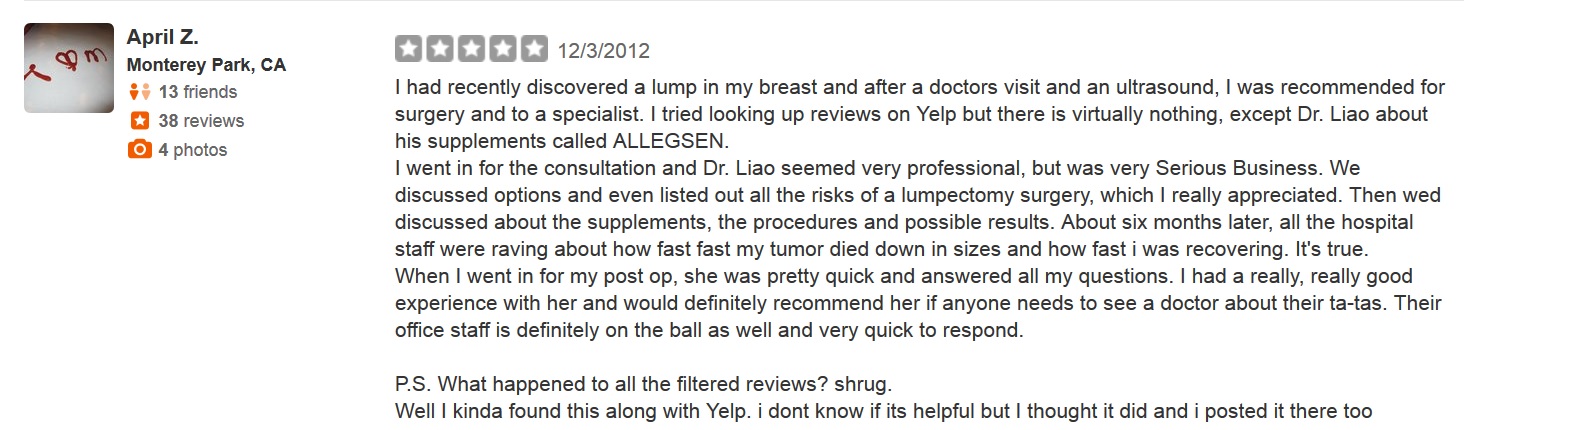 April Z.
Monterey Park, CA
13 friends
38 reviews
4 photos
12/3/2012
I had recently discovered a lump in my breast and after a doctors visit and an ultrasound, I was recommended for
surgery and to a specialist. I tried looking up reviews on Yelp but there is virtually nothing, except Dr. Liao about
his supplements called ALLEGSEN.
I went in for the consultation and Dr. Liao seemed very professional, but was very Serious Business. We
discussed options and even listed out all the risks of a lumpectomy surgery, which I really appreciated. Then wed
discussed about the supplements, the procedures and possible results. About six months later, all the hospital
staff were raving about how fast fast my tumor died down in sizes and how fast i was recovering. It's true.
When I went in for my post op, she was pretty quick and answered all my questions. I had a really, really good
experience with her and would definitely recommend her if anyone needs to see a doctor about their ta-tas. Their
office staff is definitely on the ball as well and very quick to respond.
P.S. What happened to all the filtered reviews? shrug.
Well I kinda found this along with Yelp. i dont know if its helpful but I thought it did and i posted it there too